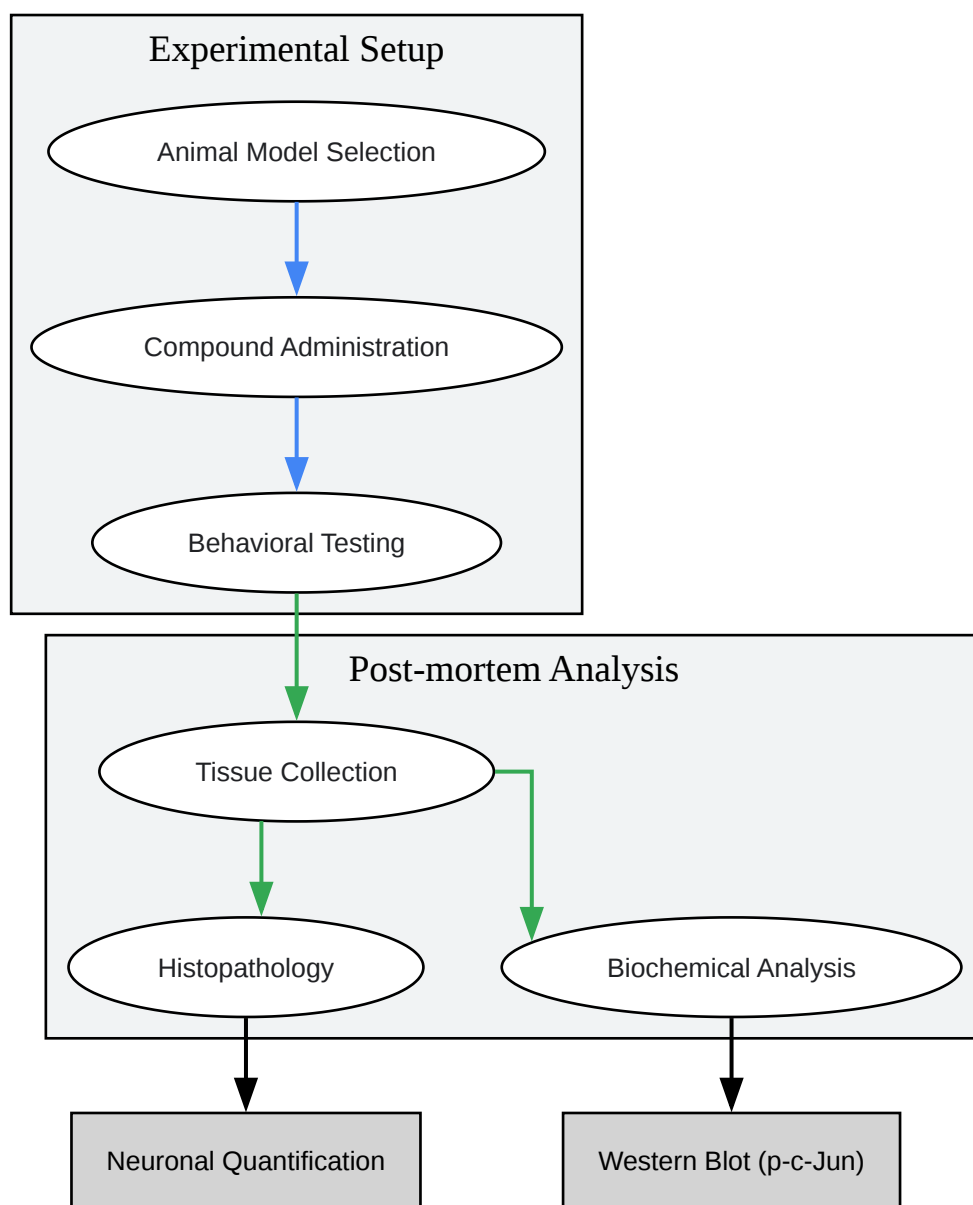 Experimental Setup
Animal Model Selection
Compound Administration
Behavioral Testing
Post-mortem Analysis
Tissue Collection
Histopathology
Biochemical Analysis
Neuronal Quantification
Western Blot (p-c-Jun)